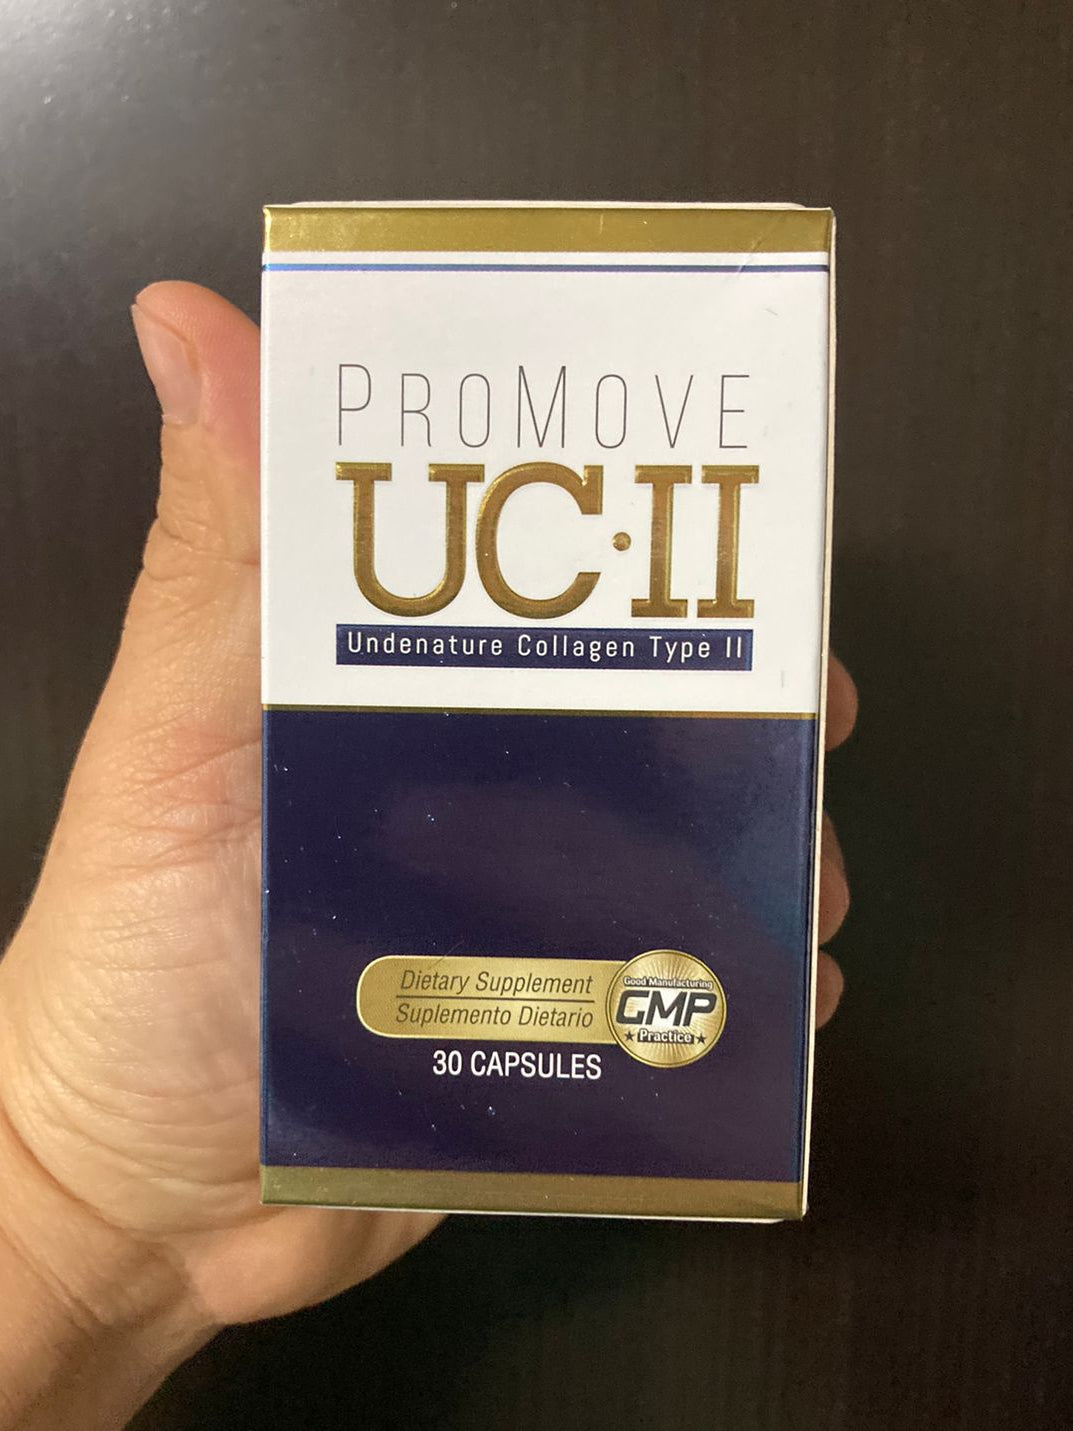 PROMOVE
UC·II
Undenature Collagen Type II
Dietary Supplement
Suplemento Dietario
30 CAPSULES
Good Manufacturing
GMP
Practice